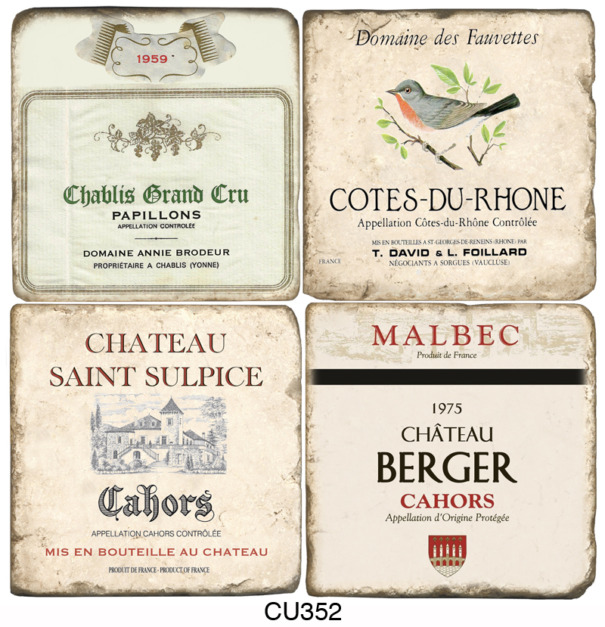 1959
Chablis Grand Cru
PAPILLONS
APPELLATION CONTROLÉE
DOMAINE ANNIE BRODEUR
PROPRIÉTAIRE A CHABLIS (YONNE)
Domaine des Fauvettes
COTES-DU-RHONE
Appellation Côtes-du-Rhône Contrôlée
MIS EN BOUTEILLES A ST-GEORGES-DE-RENEINS (RHONE) 1968
FRANCE
T. DAVID & L. FOILLARD
NÉGOCIANTS A SORGUES (VAUCLUSE)
CHATEAU
SAINT SULPICE
Cahors
APPELLATION CAHORS CONTRÔLÉE
MIS EN BOUTEILLE AU CHATEAU
PRODUIT DE FRANCE - PRODUCT OF FRANCE
MALBEC
Produit de France
1975
CHÂTEAU
BERGER
CAHORS
Appellation d'Origine Protégée
CU352